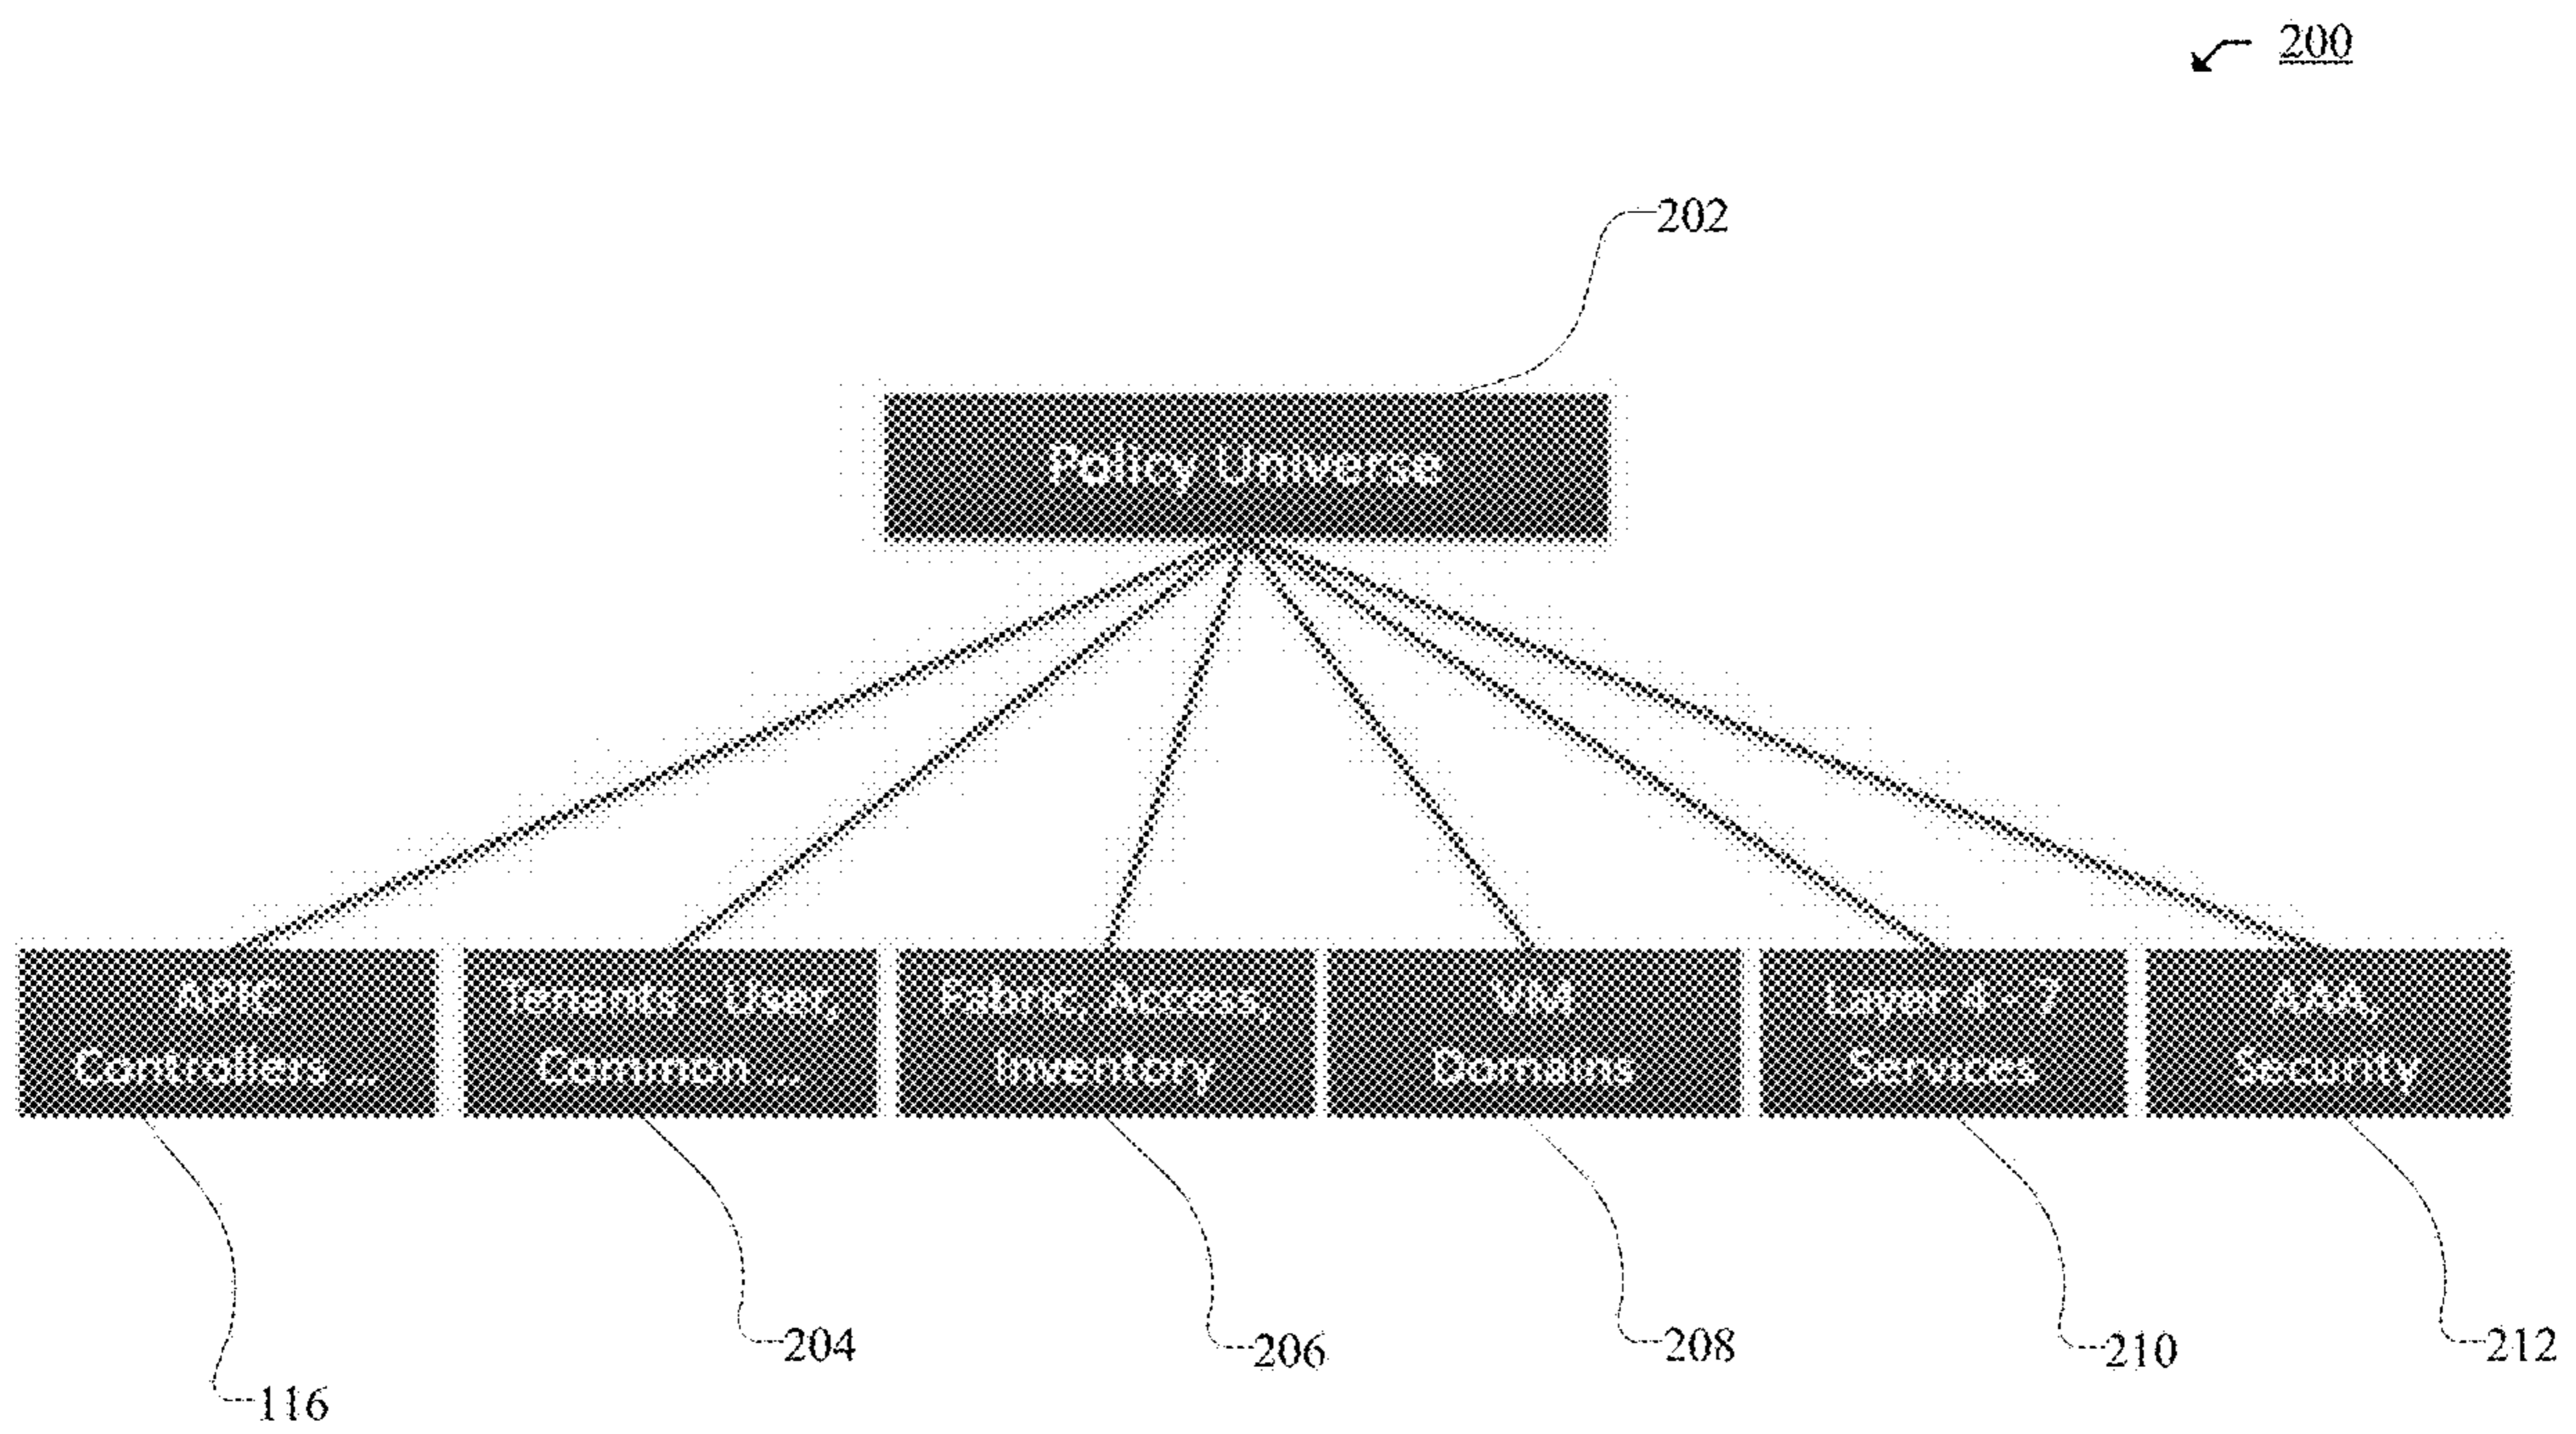 200
202
Policy Universe
APIC
Controllers ...
Tenants - User,
Common ...
Fabric, Access,
Inventory
VM
Domains
Layer 4 - 7
Services
AAA,
Security
116
204
206
208
210
212